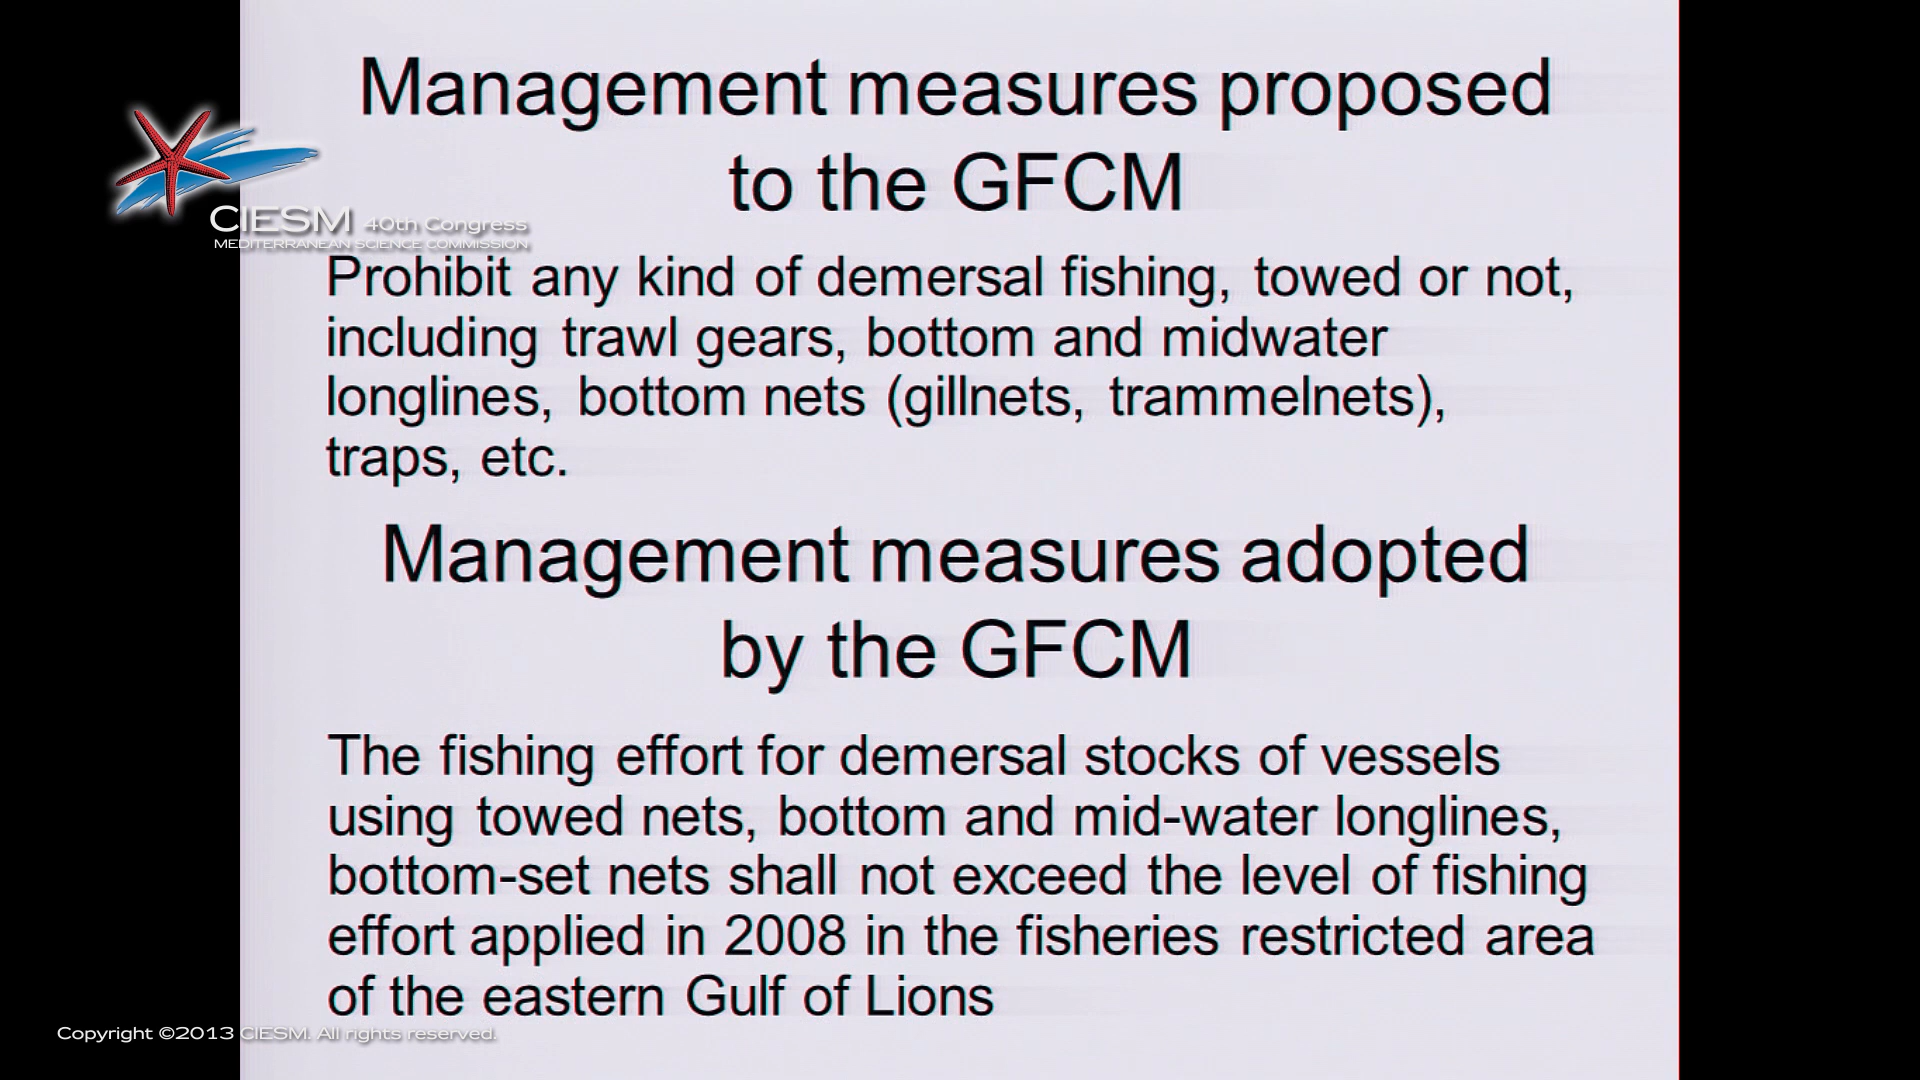 Management measures proposed
to the GFCM
CIESM 40th Congress
MEDITERRANEAN SCIENCE COMMISSION
Prohibit any kind of demersal fishing, towed or not,
including trawl gears, bottom and midwater
longlines, bottom nets (gillnets, trammelnets),
traps, etc.
Management measures adopted
by the GFCM
The fishing effort for demersal stocks of vessels
using towed nets, bottom and mid-water longlines,
bottom-set nets shall not exceed the level of fishing
effort applied in 2008 in the fisheries restricted area
of the eastern Gulf of Lions
Copyright ©2013 CIESM. All rights reserved.